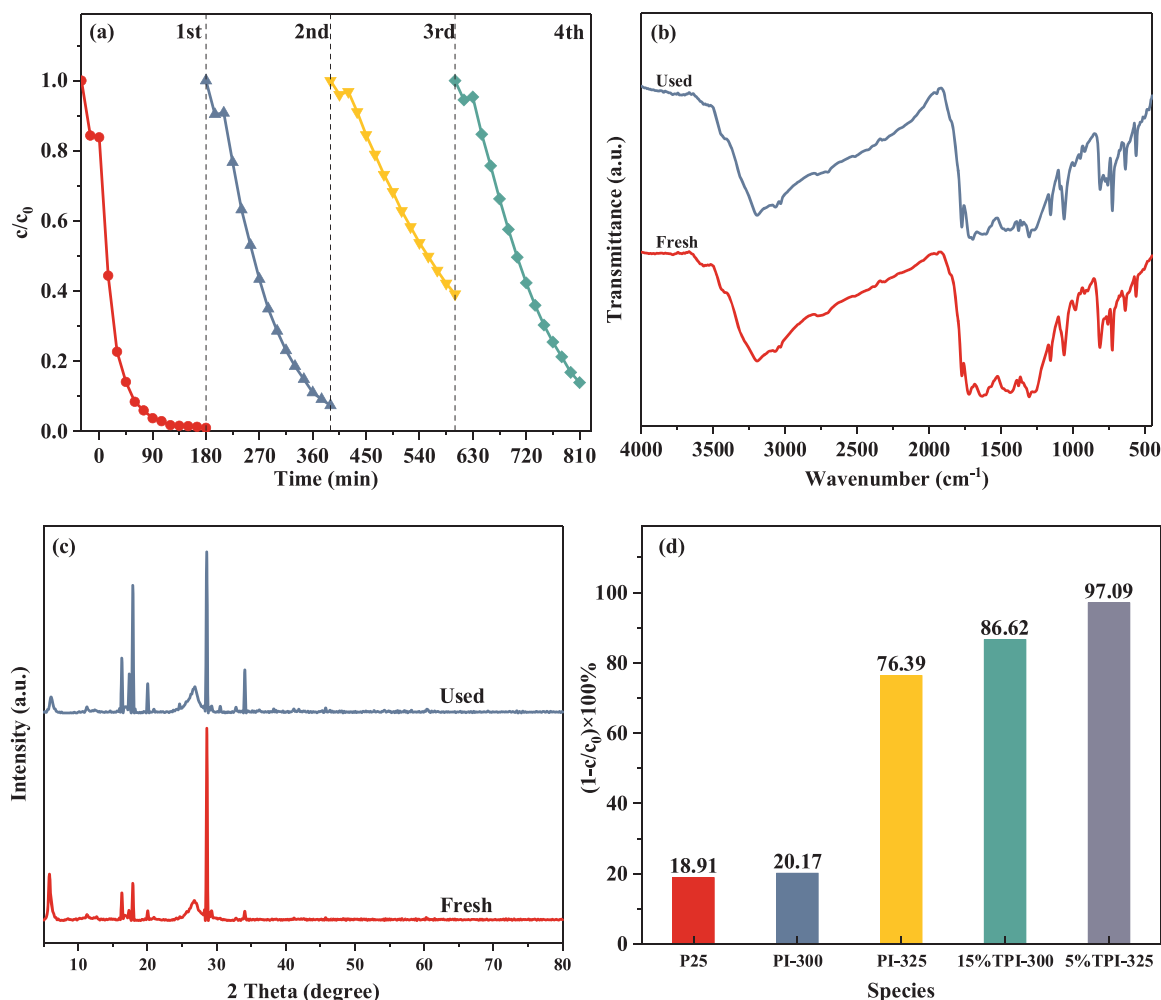 (a)
1st
2nd
3rd
4th
1.0
0.8
0.6
0.4
0.2
0.0
c/c₀
0 90 180 270 360 450 540 630 720 810
Time (min)
(b)
Used
Fresh
Transmittance (a.u.)
4000 3500 3000 2500 2000 1500 1000 500
Wavenumber (cm⁻¹)
(c)
Used
Fresh
Intensity (a.u.)
10 20 30 40 50 60 70 80
2 Theta (degree)
(d)
100
80
60
40
20
0
(1-c/c₀)×100%
18.91
20.17
76.39
86.62
97.09
P25 PI-300 PI-325 15%TPI-300 5%TPI-325
Species